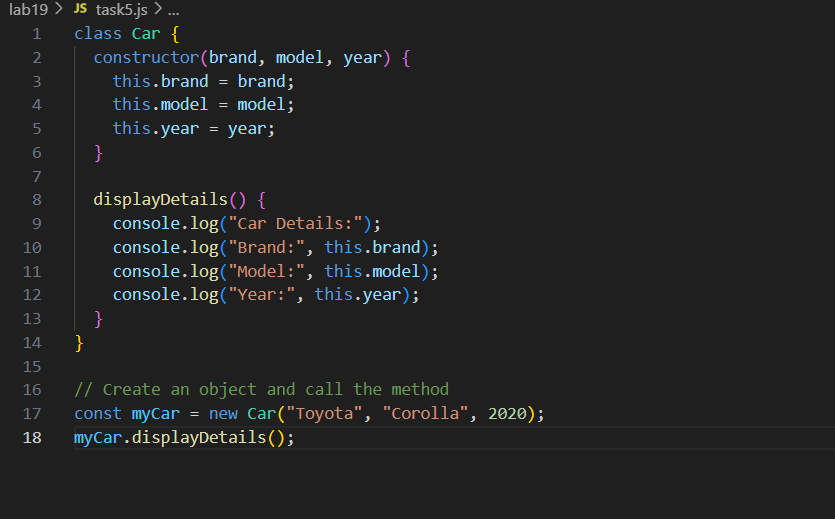 lab19 > JS task5.js > ...
1 class Car {
2   constructor(brand, model, year) {
3     this.brand = brand;
4     this.model = model;
5     this.year = year;
6   }
7
8   displayDetails() {
9     console.log("Car Details:");
10     console.log("Brand:", this.brand);
11     console.log("Model:", this.model);
12     console.log("Year:", this.year);
13   }
14 }
15
16 // Create an object and call the method
17 const myCar = new Car("Toyota", "Corolla", 2020);
18 myCar.displayDetails();